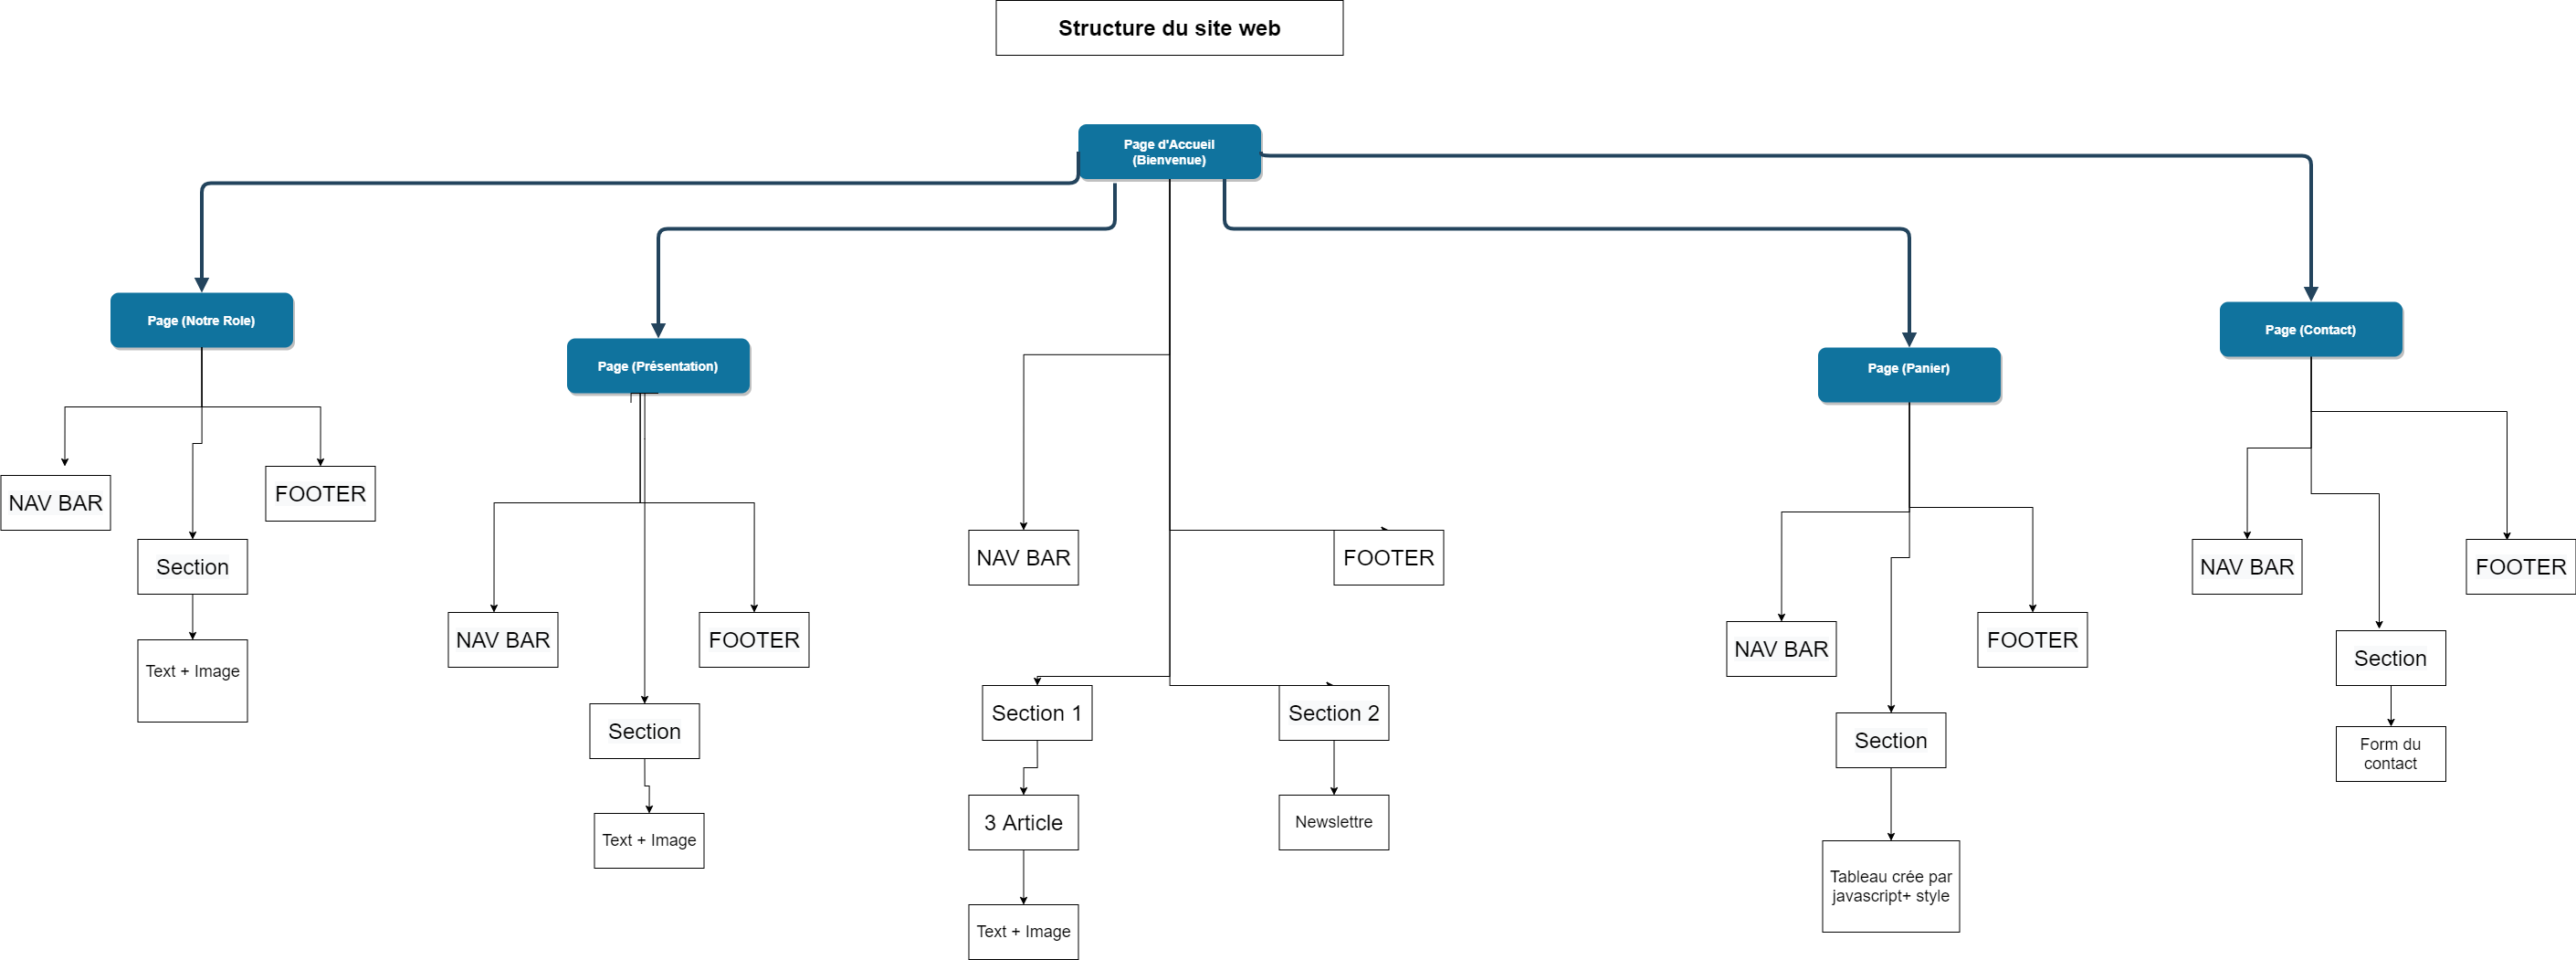 Structure du site web
Page d'Accueil
(Bienvenue)
Page (Notre Role)
Page (Contact)
Page (Présentation)
Page (Panier)
NAV BAR
FOOTER
Section
Text + Image
NAV BAR
FOOTER
Section
Text + Image
NAV BAR
FOOTER
Section 1
Section 2
3 Article
Newslettre
Text + Image
NAV BAR
FOOTER
Section
Tableau crée par
javascript+ style
NAV BAR
FOOTER
Section
Form du
contact